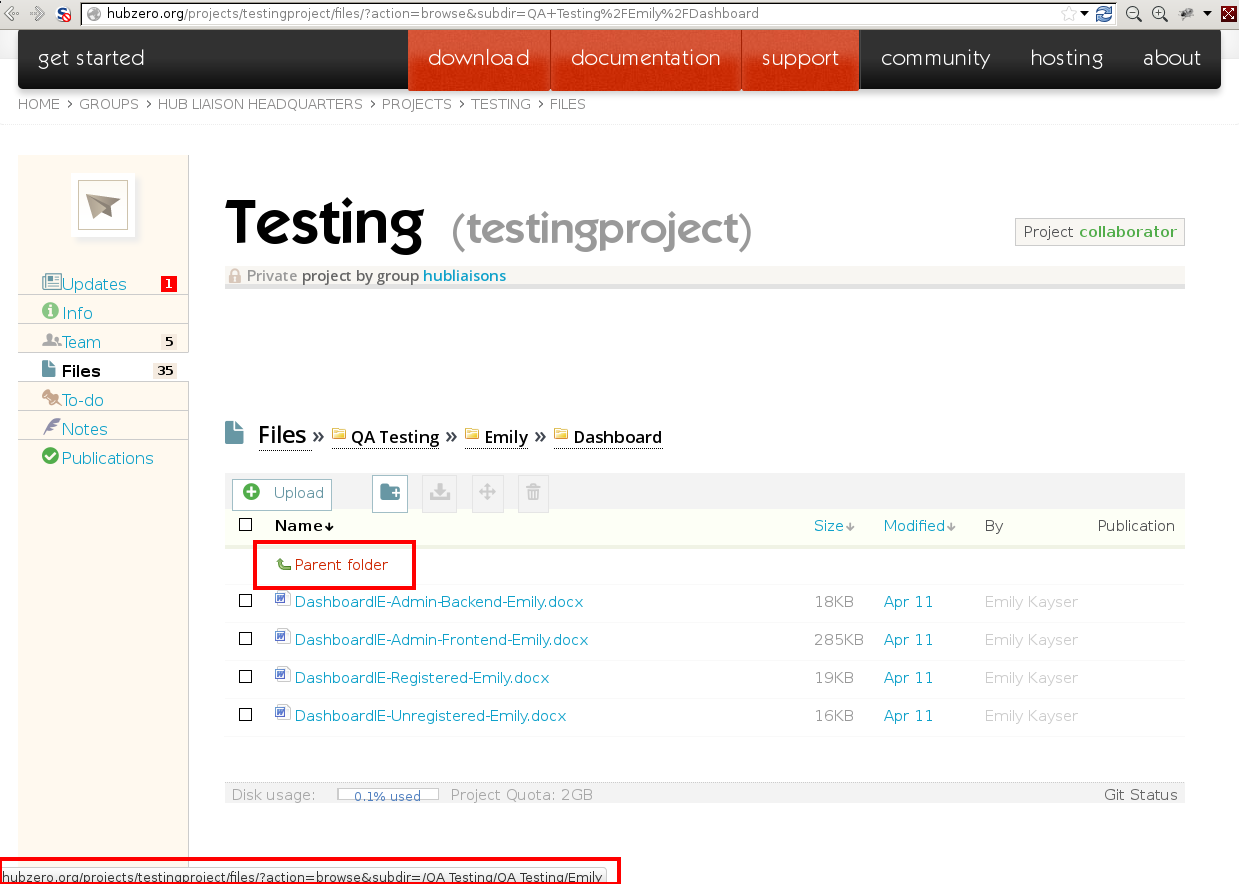 hubzero.org/projects/testingproject/files/?action=browse&subdir=QA+Testing%2FEmily%2FDashboard
get started download documentation support community hosting about
HOME › GROUPS › HUB LIAISON HEADQUARTERS › PROJECTS › TESTING › FILES
Testing (testingproject)
Project collaborator
Private project by group hubliaisons
Updates 1
Info
Team 5
Files 35
To-do
Notes
Publications
Files » QA Testing » Emily » Dashboard
Upload
Name↓ Size↓ Modified↓ By Publication
Parent folder
DashboardIE-Admin-Backend-Emily.docx 18KB Apr 11 Emily Kayser
DashboardIE-Admin-Frontend-Emily.docx 285KB Apr 11 Emily Kayser
DashboardIE-Registered-Emily.docx 19KB Apr 11 Emily Kayser
DashboardIE-Unregistered-Emily.docx 16KB Apr 11 Emily Kayser
Disk usage: 0.1% used Project Quota: 2GB Git Status
hubzero.org/projects/testingproject/files/?action=browse&subdir=/QA Testing/QA Testing/Emily